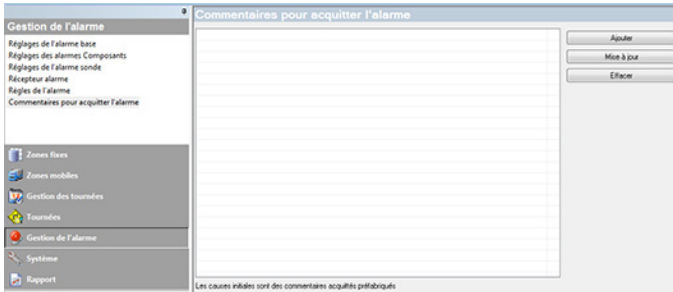 Gestion de l'alarme
Réglages de l'alarme base
Réglages des alarmes Composants
Réglages de l'alarme sonde
Récepteur alarme
Règles de l'alarme
Commentaires pour acquitter l'alarme
Zones fixes
Zones mobiles
Gestion des tournées
Tournées
Gestion de l'alarme
Système
Rapport
Commentaires pour acquitter l'alarme
Ajouter
Mise à jour
Effacer
Les causes initiales sont des commentaires acquittés préfabriqués